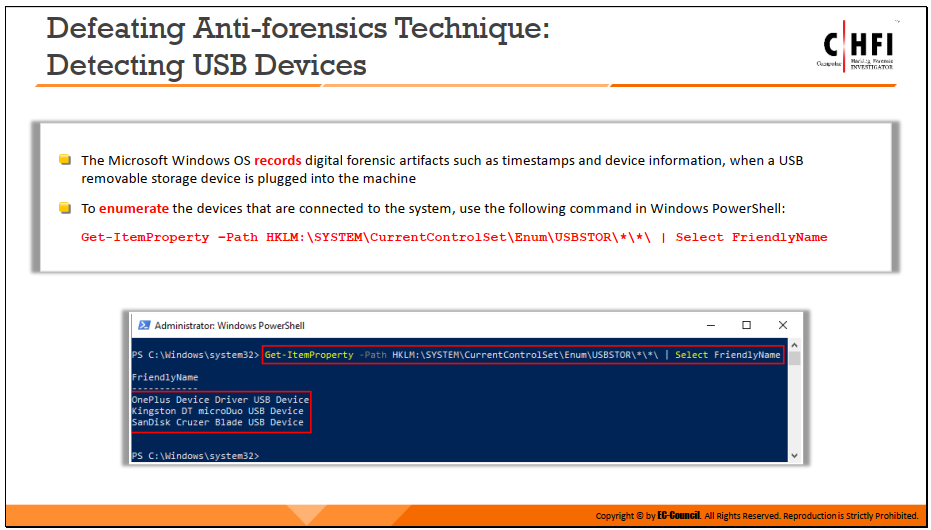 Defeating Anti-forensics Technique:
Detecting USB Devices
C HFI
Computer Hacking Forensic
INVESTIGATOR
The Microsoft Windows OS records digital forensic artifacts such as timestamps and device information, when a USB
removable storage device is plugged into the machine
To enumerate the devices that are connected to the system, use the following command in Windows PowerShell:
Get-ItemProperty –Path HKLM:\SYSTEM\CurrentControlSet\Enum\USBSTOR\*\*\ | Select FriendlyName
Administrator: Windows PowerShell
PS C:\Windows\system32> Get-ItemProperty -Path HKLM:\SYSTEM\CurrentControlSet\Enum\USBSTOR\*\*\ | Select FriendlyName
FriendlyName
------------
OnePlus Device Driver USB Device
Kingston DT microDuo USB Device
SanDisk Cruzer Blade USB Device
PS C:\Windows\system32>
Copyright © by EC-Council. All Rights Reserved. Reproduction is Strictly Prohibited.